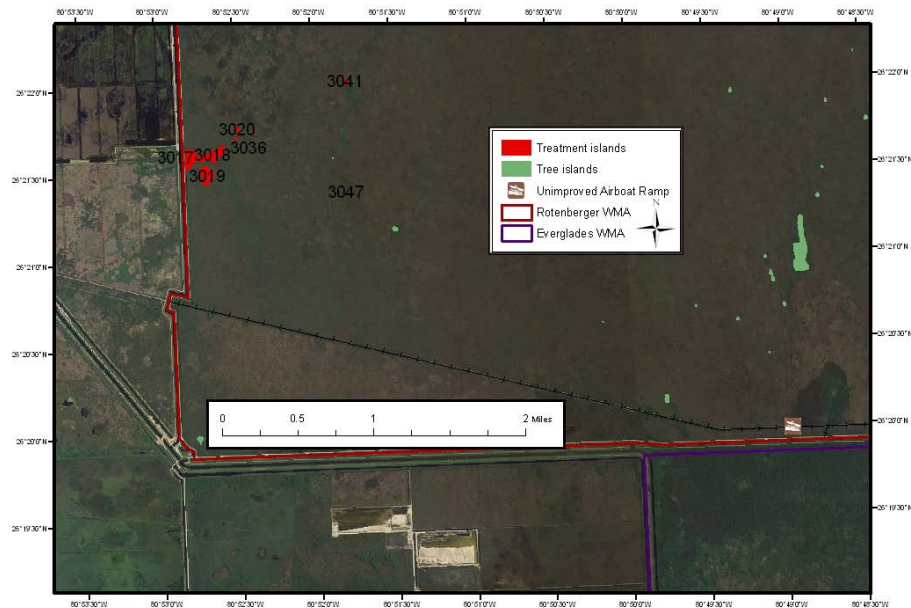 80°53'30"W 80°53'0"W 80°52'30"W 80°52'0"W 80°51'30"W 80°51'0"W 80°50'30"W 80°50'0"W 80°49'30"W 80°49'0"W 80°48'30"W
26°22'0"N
26°22'0"N
3041
3020
3036
3017
3018
3019
3047
26°21'30"N
26°21'30"N
Treatment islands
Tree islands
Unimproved Airboat Ramp
Rotenberger WMA
Everglades WMA
N
26°21'0"N
26°21'0"N
26°20'30"N
26°20'30"N
0 0.5 1 2 Miles
26°20'0"N
26°20'0"N
26°19'30"N
26°19'30"N
80°53'30"W 80°53'0"W 80°52'30"W 80°52'0"W 80°51'30"W 80°51'0"W 80°50'30"W 80°50'0"W 80°49'30"W 80°49'0"W 80°48'30"W